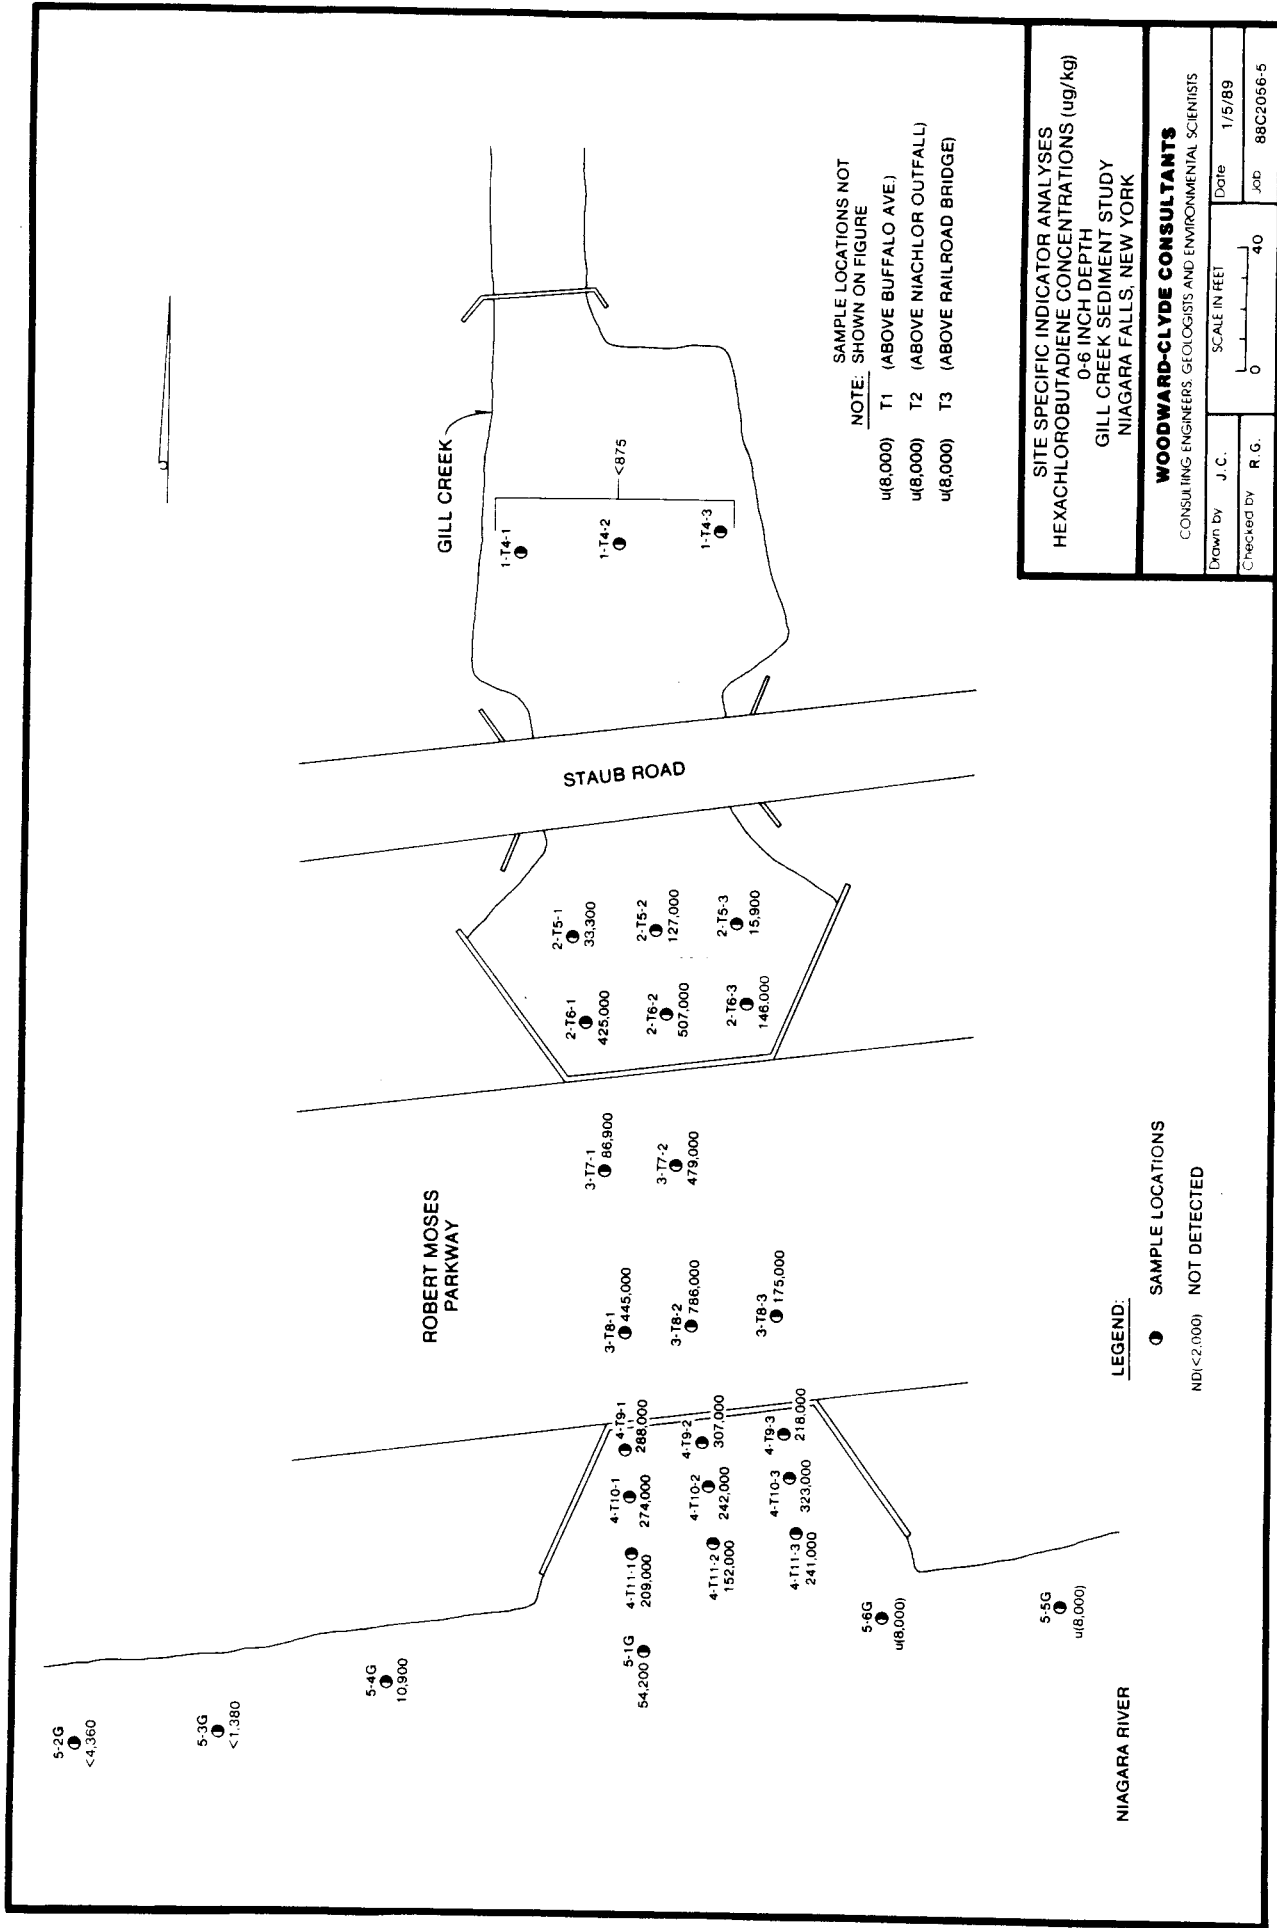 5-2G
<4,360
5-3G
<1,380
5-4G
10,900
5-1G
54,200
5-6G
u(8,000)
5-5G
u(8,000)
NIAGARA RIVER
4-T11-1
209,000
4-T11-2
152,000
4-T11-3
241,000
4-T10-1
274,000
4-T10-2
242,000
4-T10-3
323,000
4-T9-1
288,000
4-T9-2
307,000
4-T9-3
218,000
ROBERT MOSES
PARKWAY
3-T8-1
445,000
3-T8-2
786,000
3-T8-3
175,000
3-T7-1
86,900
3-T7-2
479,000
2-T6-1
425,000
2-T6-2
507,000
2-T6-3
146.000
2-T5-1
33,300
2-T5-2
127,000
2-T5-3
15,900
STAUB ROAD
GILL CREEK
1-T4-1
1-T4-2
1-T4-3
<875
NOTE: SAMPLE LOCATIONS NOT
SHOWN ON FIGURE
u(8,000) T1 (ABOVE BUFFALO AVE.)
u(8,000) T2 (ABOVE NIACHLOR OUTFALL)
u(8,000) T3 (ABOVE RAILROAD BRIDGE)
LEGEND:
SAMPLE LOCATIONS
ND(<2.000) NOT DETECTED
SITE SPECIFIC INDICATOR ANALYSES
HEXACHLOROBUTADIENE CONCENTRATIONS (ug/kg)
0-6 INCH DEPTH
GILL CREEK SEDIMENT STUDY
NIAGARA FALLS, NEW YORK
WOODWARD-CLYDE CONSULTANTS
CONSULTING ENGINEERS, GEOLOGISTS AND ENVIRONMENTAL SCIENTISTS
Drawn by J.C.
SCALE IN FEET
Date 1/5/89
Checked by R.G.
0 40
Job 88C2056-5